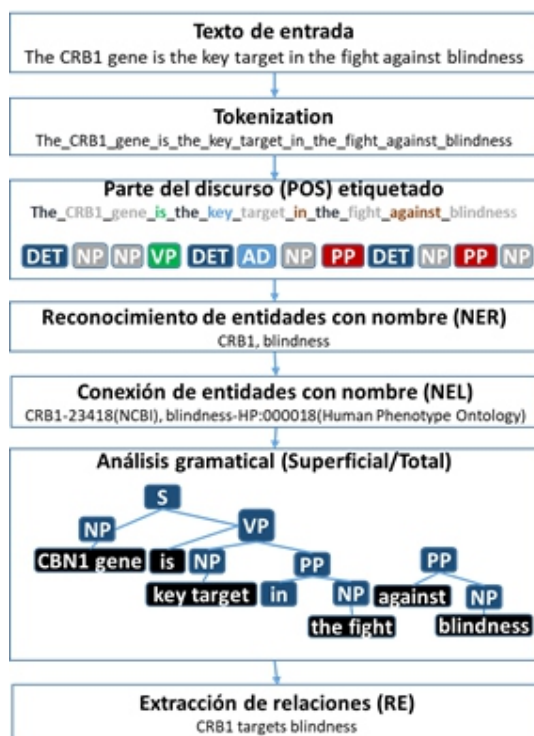 Texto de entrada
The CRB1 gene is the key target in the fight against blindness
Tokenization
The_CRB1_gene_is_the_key_target_in_the_fight_against_blindness
Parte del discurso (POS) etiquetado
The_CRB1_gene_is_the_key_target_in_the_fight_against_blindness
DET NP NP VP DET AD NP PP DET NP PP NP
Reconocimiento de entidades con nombre (NER)
CRB1, blindness
Conexión de entidades con nombre (NEL)
CRB1-23418(NCBI), blindness-HP:000018(Human Phenotype Ontology)
Análisis gramatical (Superficial/Total)
S
NP VP
CBN1 gene is NP PP PP
key target in NP against NP
the fight blindness
Extracción de relaciones (RE)
CRB1 targets blindness